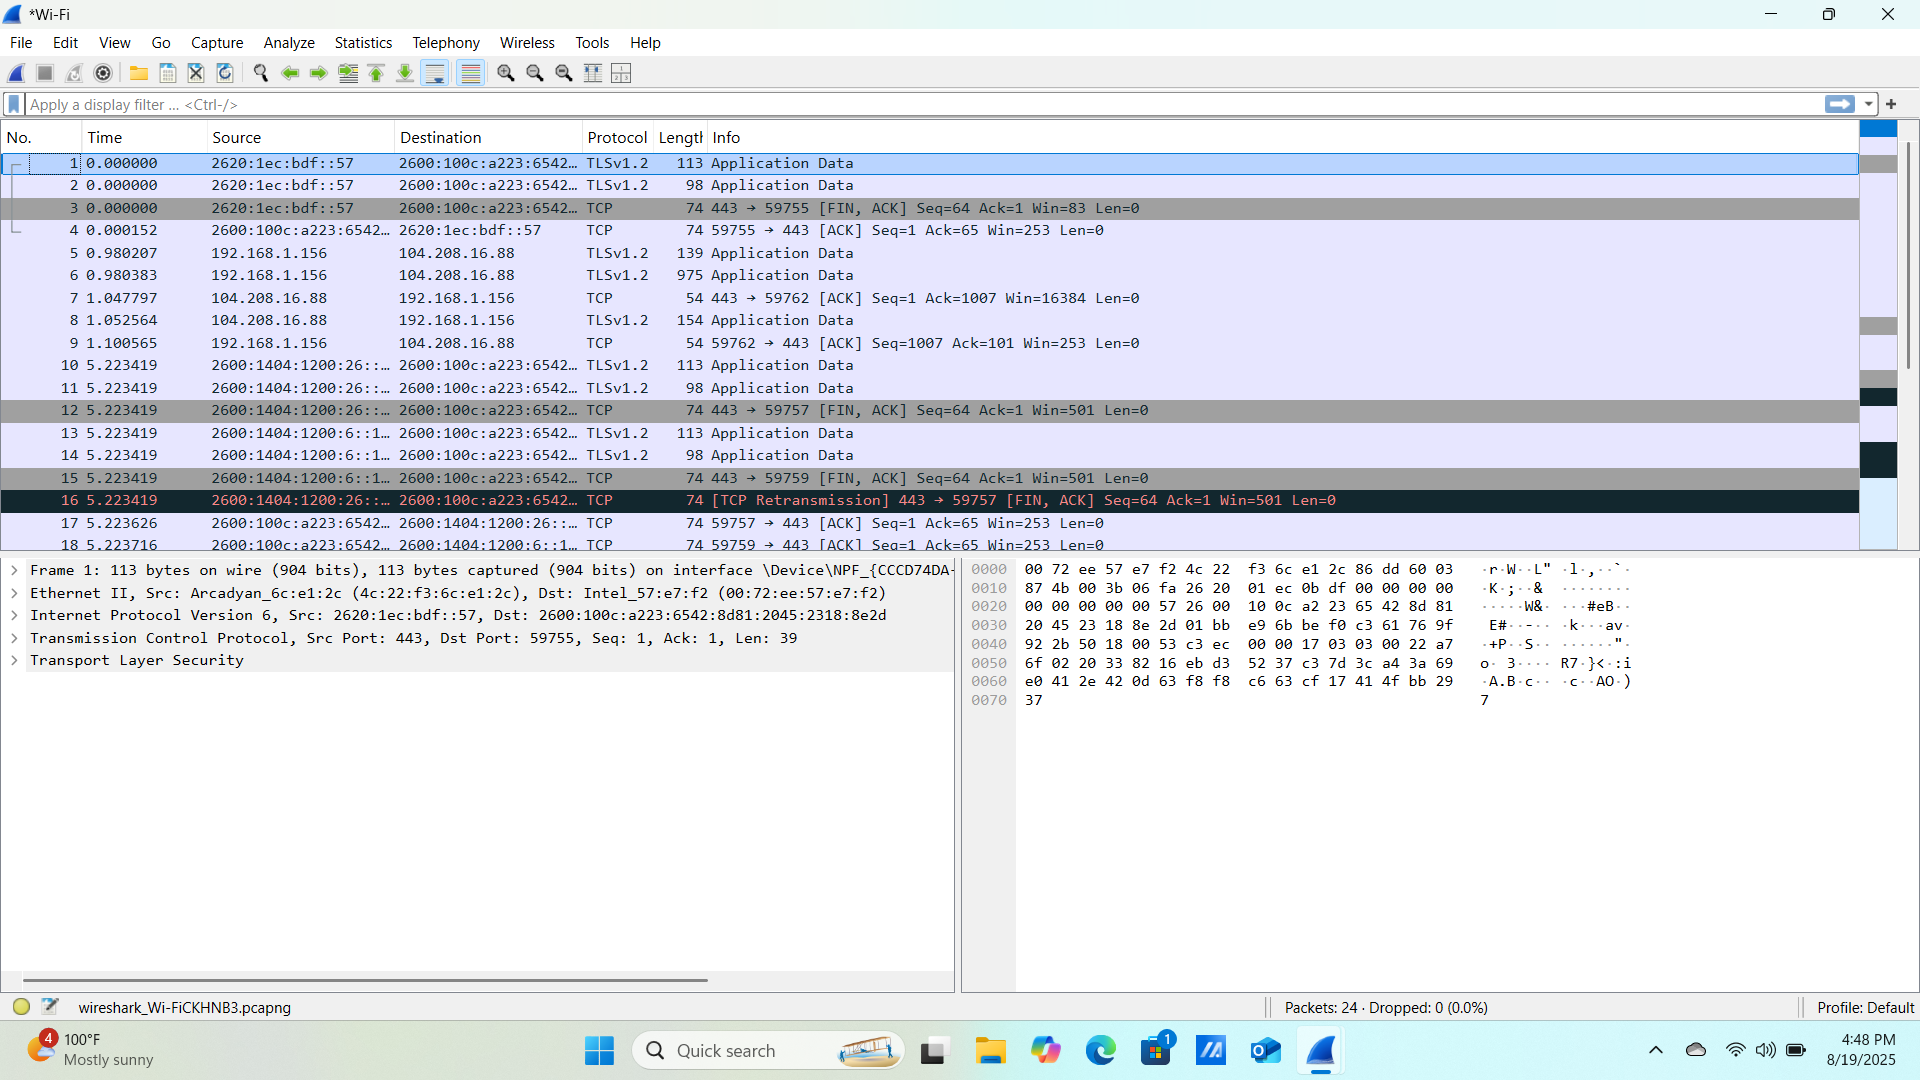 *Wi-Fi
File Edit View Go Capture Analyze Statistics Telephony Wireless Tools Help
Apply a display filter … <Ctrl-/>
No. Time Source Destination Protocol Length Info
1 0.000000 2620:1ec:bdf::57 2600:100c:a223:6542… TLSv1.2 113 Application Data
2 0.000000 2620:1ec:bdf::57 2600:100c:a223:6542… TLSv1.2 98 Application Data
3 0.000000 2620:1ec:bdf::57 2600:100c:a223:6542… TCP 74 443 → 59755 [FIN, ACK] Seq=64 Ack=1 Win=83 Len=0
4 0.000152 2600:100c:a223:6542… 2620:1ec:bdf::57 TCP 74 59755 → 443 [ACK] Seq=1 Ack=65 Win=253 Len=0
5 0.980207 192.168.1.156 104.208.16.88 TLSv1.2 139 Application Data
6 0.980383 192.168.1.156 104.208.16.88 TLSv1.2 975 Application Data
7 1.047797 104.208.16.88 192.168.1.156 TCP 54 443 → 59762 [ACK] Seq=1 Ack=1007 Win=16384 Len=0
8 1.052564 104.208.16.88 192.168.1.156 TLSv1.2 154 Application Data
9 1.100565 192.168.1.156 104.208.16.88 TCP 54 59762 → 443 [ACK] Seq=1007 Ack=101 Win=253 Len=0
10 5.223419 2600:1404:1200:26::… 2600:100c:a223:6542… TLSv1.2 113 Application Data
11 5.223419 2600:1404:1200:26::… 2600:100c:a223:6542… TLSv1.2 98 Application Data
12 5.223419 2600:1404:1200:26::… 2600:100c:a223:6542… TCP 74 443 → 59757 [FIN, ACK] Seq=64 Ack=1 Win=501 Len=0
13 5.223419 2600:1404:1200:6::1… 2600:100c:a223:6542… TLSv1.2 113 Application Data
14 5.223419 2600:1404:1200:6::1… 2600:100c:a223:6542… TLSv1.2 98 Application Data
15 5.223419 2600:1404:1200:6::1… 2600:100c:a223:6542… TCP 74 443 → 59759 [FIN, ACK] Seq=64 Ack=1 Win=501 Len=0
16 5.223419 2600:1404:1200:26::… 2600:100c:a223:6542… TCP 74 [TCP Retransmission] 443 → 59757 [FIN, ACK] Seq=64 Ack=1 Win=501 Len=0
17 5.223626 2600:100c:a223:6542… 2600:1404:1200:26::… TCP 74 59757 → 443 [ACK] Seq=1 Ack=65 Win=253 Len=0
18 5.223716 2600:100c:a223:6542… 2600:1404:1200:6::1… TCP 74 59759 → 443 [ACK] Seq=1 Ack=65 Win=253 Len=0
Frame 1: 113 bytes on wire (904 bits), 113 bytes captured (904 bits) on interface \Device\NPF_{CCCD74DA-
Ethernet II, Src: Arcadyan_6c:e1:2c (4c:22:f3:6c:e1:2c), Dst: Intel_57:e7:f2 (00:72:ee:57:e7:f2)
Internet Protocol Version 6, Src: 2620:1ec:bdf::57, Dst: 2600:100c:a223:6542:8d81:2045:2318:8e2d
Transmission Control Protocol, Src Port: 443, Dst Port: 59755, Seq: 1, Ack: 1, Len: 39
Transport Layer Security
0000 00 72 ee 57 e7 f2 4c 22 f3 6c e1 2c 86 dd 60 03 ·r·W··L" ·l·,··`·
0010 87 4b 00 3b 06 fa 26 20 01 ec 0b df 00 00 00 00 ·K·;··& ········
0020 00 00 00 00 00 57 26 00 10 0c a2 23 65 42 8d 81 ·····W&· ···#eB··
0030 20 45 23 18 8e 2d 01 bb e9 6b be f0 c3 61 76 9f  E#··-·· ·k···av·
0040 92 2b 50 18 00 53 c3 ec 00 00 17 03 03 00 22 a7 ·+P··S·· ······"·
0050 6f 02 20 33 82 16 eb d3 52 37 c3 7d 3c a4 3a 69 o· 3···· R7·}<·:i
0060 e0 41 2e 42 0d 63 f8 f8 c6 63 cf 17 41 4f bb 29 ·A.B·c·· ·c··AO·)
0070 37 7
wireshark_Wi-FiCKHNB3.pcapng
Packets: 24 · Dropped: 0 (0.0%)
Profile: Default
4
100°F
Mostly sunny
Quick search
1
4:48 PM
8/19/2025